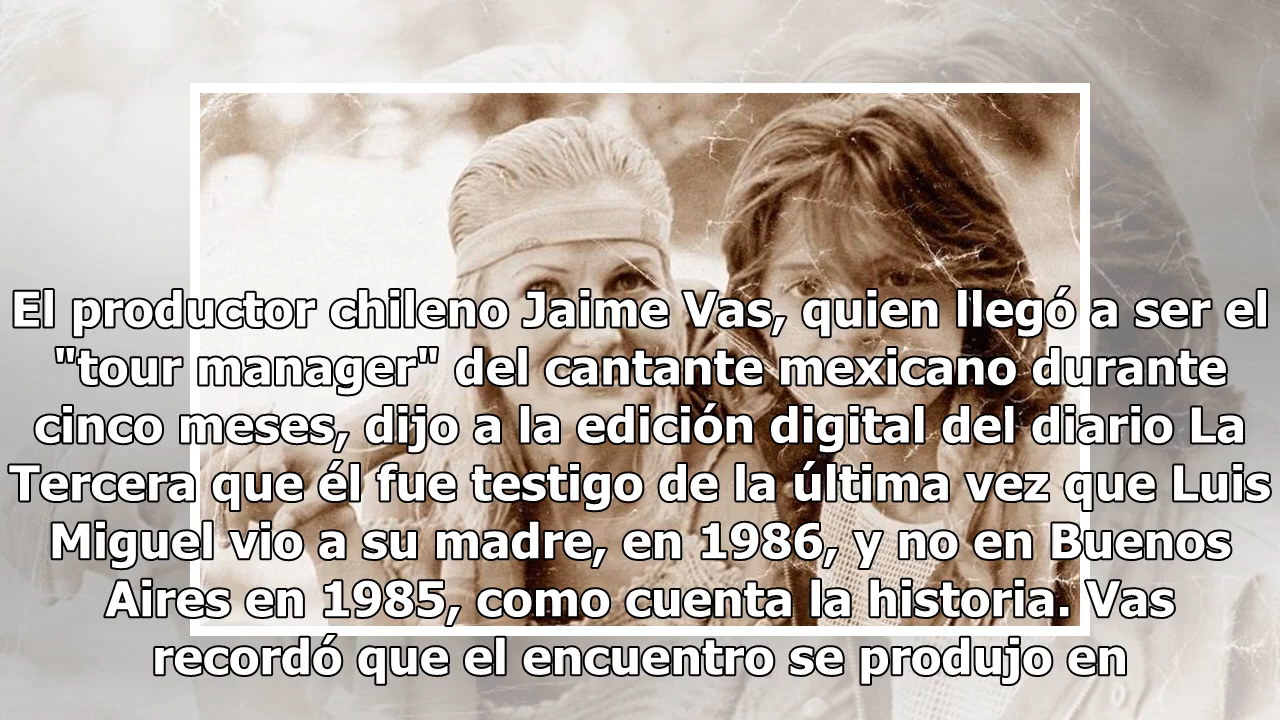 El productor chileno Jaime Vas, quien llegó a ser el
"tour manager" del cantante mexicano durante
cinco meses, dijo a la edición digital del diario La
Tercera que él fue testigo de la última vez que Luis
Miguel vio a su madre, en 1986, y no en Buenos
Aires en 1985, como cuenta la historia. Vas
recordó que el encuentro se produjo en